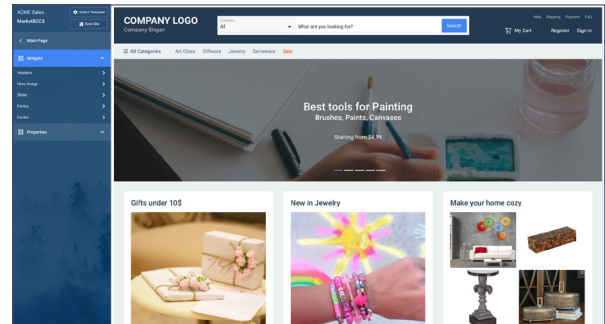 ACME Sales
Switch Template
MarketB2C3
Save Site
Main Page
Widgets
Headers
Hero Image
Slider
Forms
Footer
Properties
COMPANY LOGO
Company Slogan
Category
All
What are you looking for?
Search
Help Shipping Payment FAQ
My Cart
Register Sign In
All Categories Art Glass Giftware Jewelry Serveware Sale
Best tools for Painting
Brushes, Paints, Canvases
Starting from $4.99
Gifts under 10$
New in Jewelry
Make your home cozy